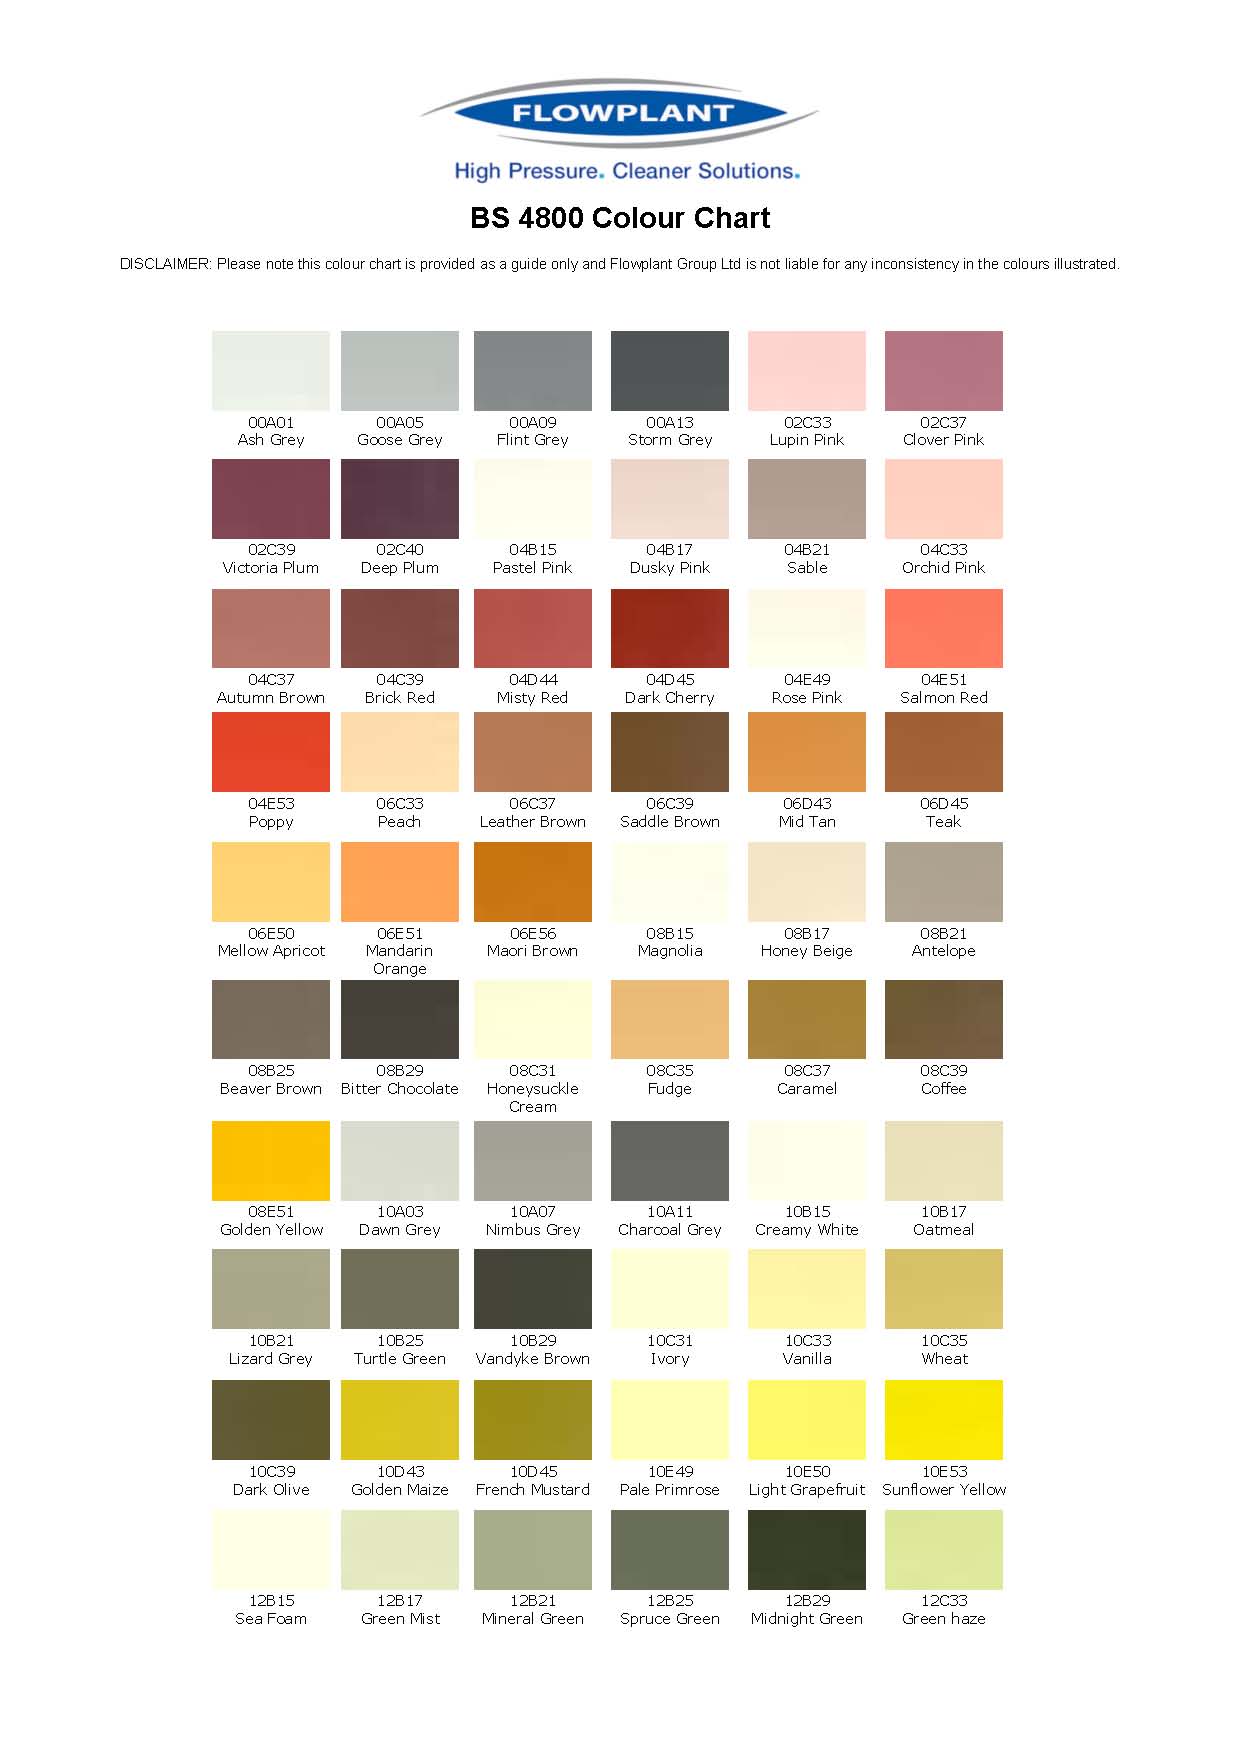 FLOWPLANT
High Pressure. Cleaner Solutions.
BS 4800 Colour Chart
DISCLAIMER: Please note this colour chart is provided as a guide only and Flowplant Group Ltd is not liable for any inconsistency in the colours illustrated.
00A01 00A05 00A09 00A13 02C33 02C37
Ash Grey Goose Grey Flint Grey Storm Grey Lupin Pink Clover Pink
02C39 02C40 04B15 04B17 04B21 04C33
Victoria Plum Deep Plum Pastel Pink Dusky Pink Sable Orchid Pink
04C37 04C39 04D44 04D45 04E49 04E51
Autumn Brown Brick Red Misty Red Dark Cherry Rose Pink Salmon Red
04E53 06C33 06C37 06C39 06D43 06D45
Poppy Peach Leather Brown Saddle Brown Mid Tan Teak
06E50 06E51 06E56 08B15 08B17 08B21
Mellow Apricot Mandarin Maori Brown Magnolia Honey Beige Antelope
Orange
08B25 08B29 08C31 08C35 08C37 08C39
Beaver Brown Bitter Chocolate Honeysuckle Fudge Caramel Coffee
Cream
08E51 10A03 10A07 10A11 10B15 10B17
Golden Yellow Dawn Grey Nimbus Grey Charcoal Grey Creamy White Oatmeal
10B21 10B25 10B29 10C31 10C33 10C35
Lizard Grey Turtle Green Vandyke Brown Ivory Vanilla Wheat
10C39 10D43 10D45 10E49 10E50 10E53
Dark Olive Golden Maize French Mustard Pale Primrose Light Grapefruit Sunflower Yellow
12B15 12B17 12B21 12B25 12B29 12C33
Sea Foam Green Mist Mineral Green Spruce Green Midnight Green Green haze